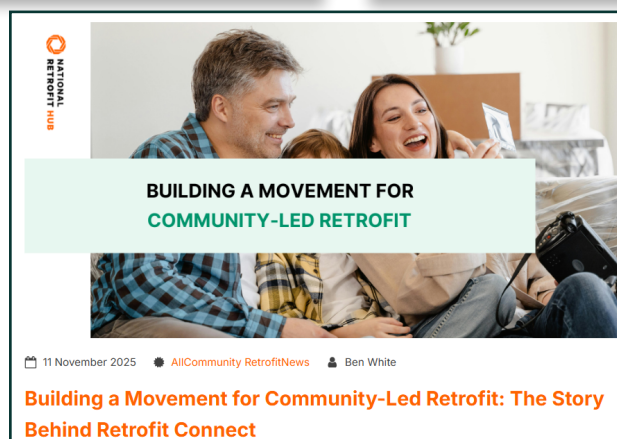 NATIONAL
RETROFIT HUB
BUILDING A MOVEMENT FOR
COMMUNITY-LED RETROFIT
11 November 2025 AllCommunity RetrofitNews Ben White
Building a Movement for Community-Led Retrofit: The Story
Behind Retrofit Connect